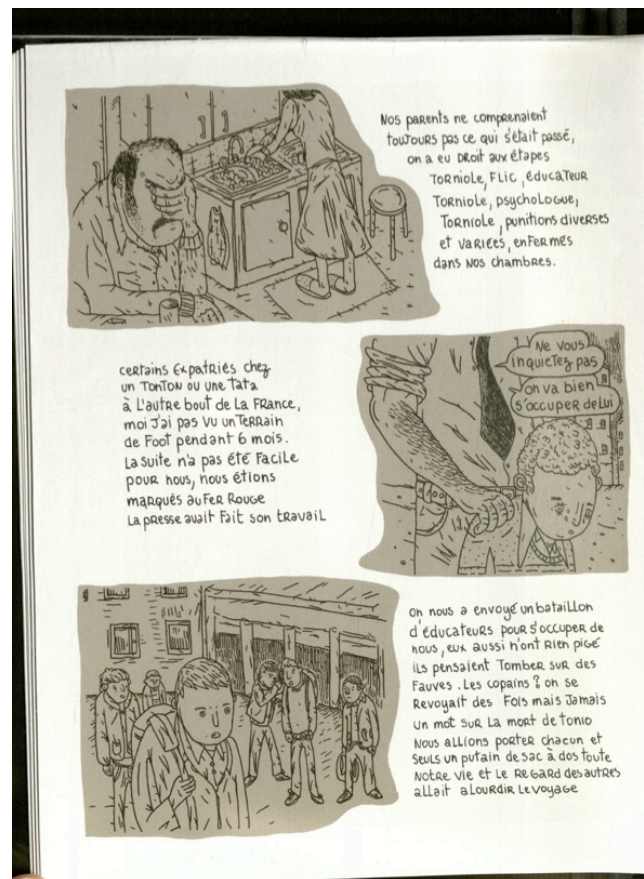 Nos parents ne comprenaient
toujours pas ce qui s'était passé,
on a eu droit aux étapes
Torniole, flic, éducateur
Torniole, psychologue,
Torniole, punitions diverses
et variées, enfermés
dans nos chambres.
certains expatriés chez
un tonton ou une tata
à l'autre bout de la France,
moi j'ai pas vu un terrain
de foot pendant 6 mois.
La suite n'a pas été facile
pour nous, nous étions
marqués au fer rouge
La presse avait fait son travail
Ne vous
inquietez pas
on va bien
s'occuper de lui
on nous a envoyé un bataillon
d'éducateurs pour s'occuper de
nous, eux aussi n'ont rien pigé
ils pensaient tomber sur des
fauves. Les copains ? on se
revoyait des fois mais jamais
un mot sur la mort de tonio
Nous allions porter chacun et
seuls un putain de sac à dos toute
notre vie et le regard des autres
allait alourdir le voyage